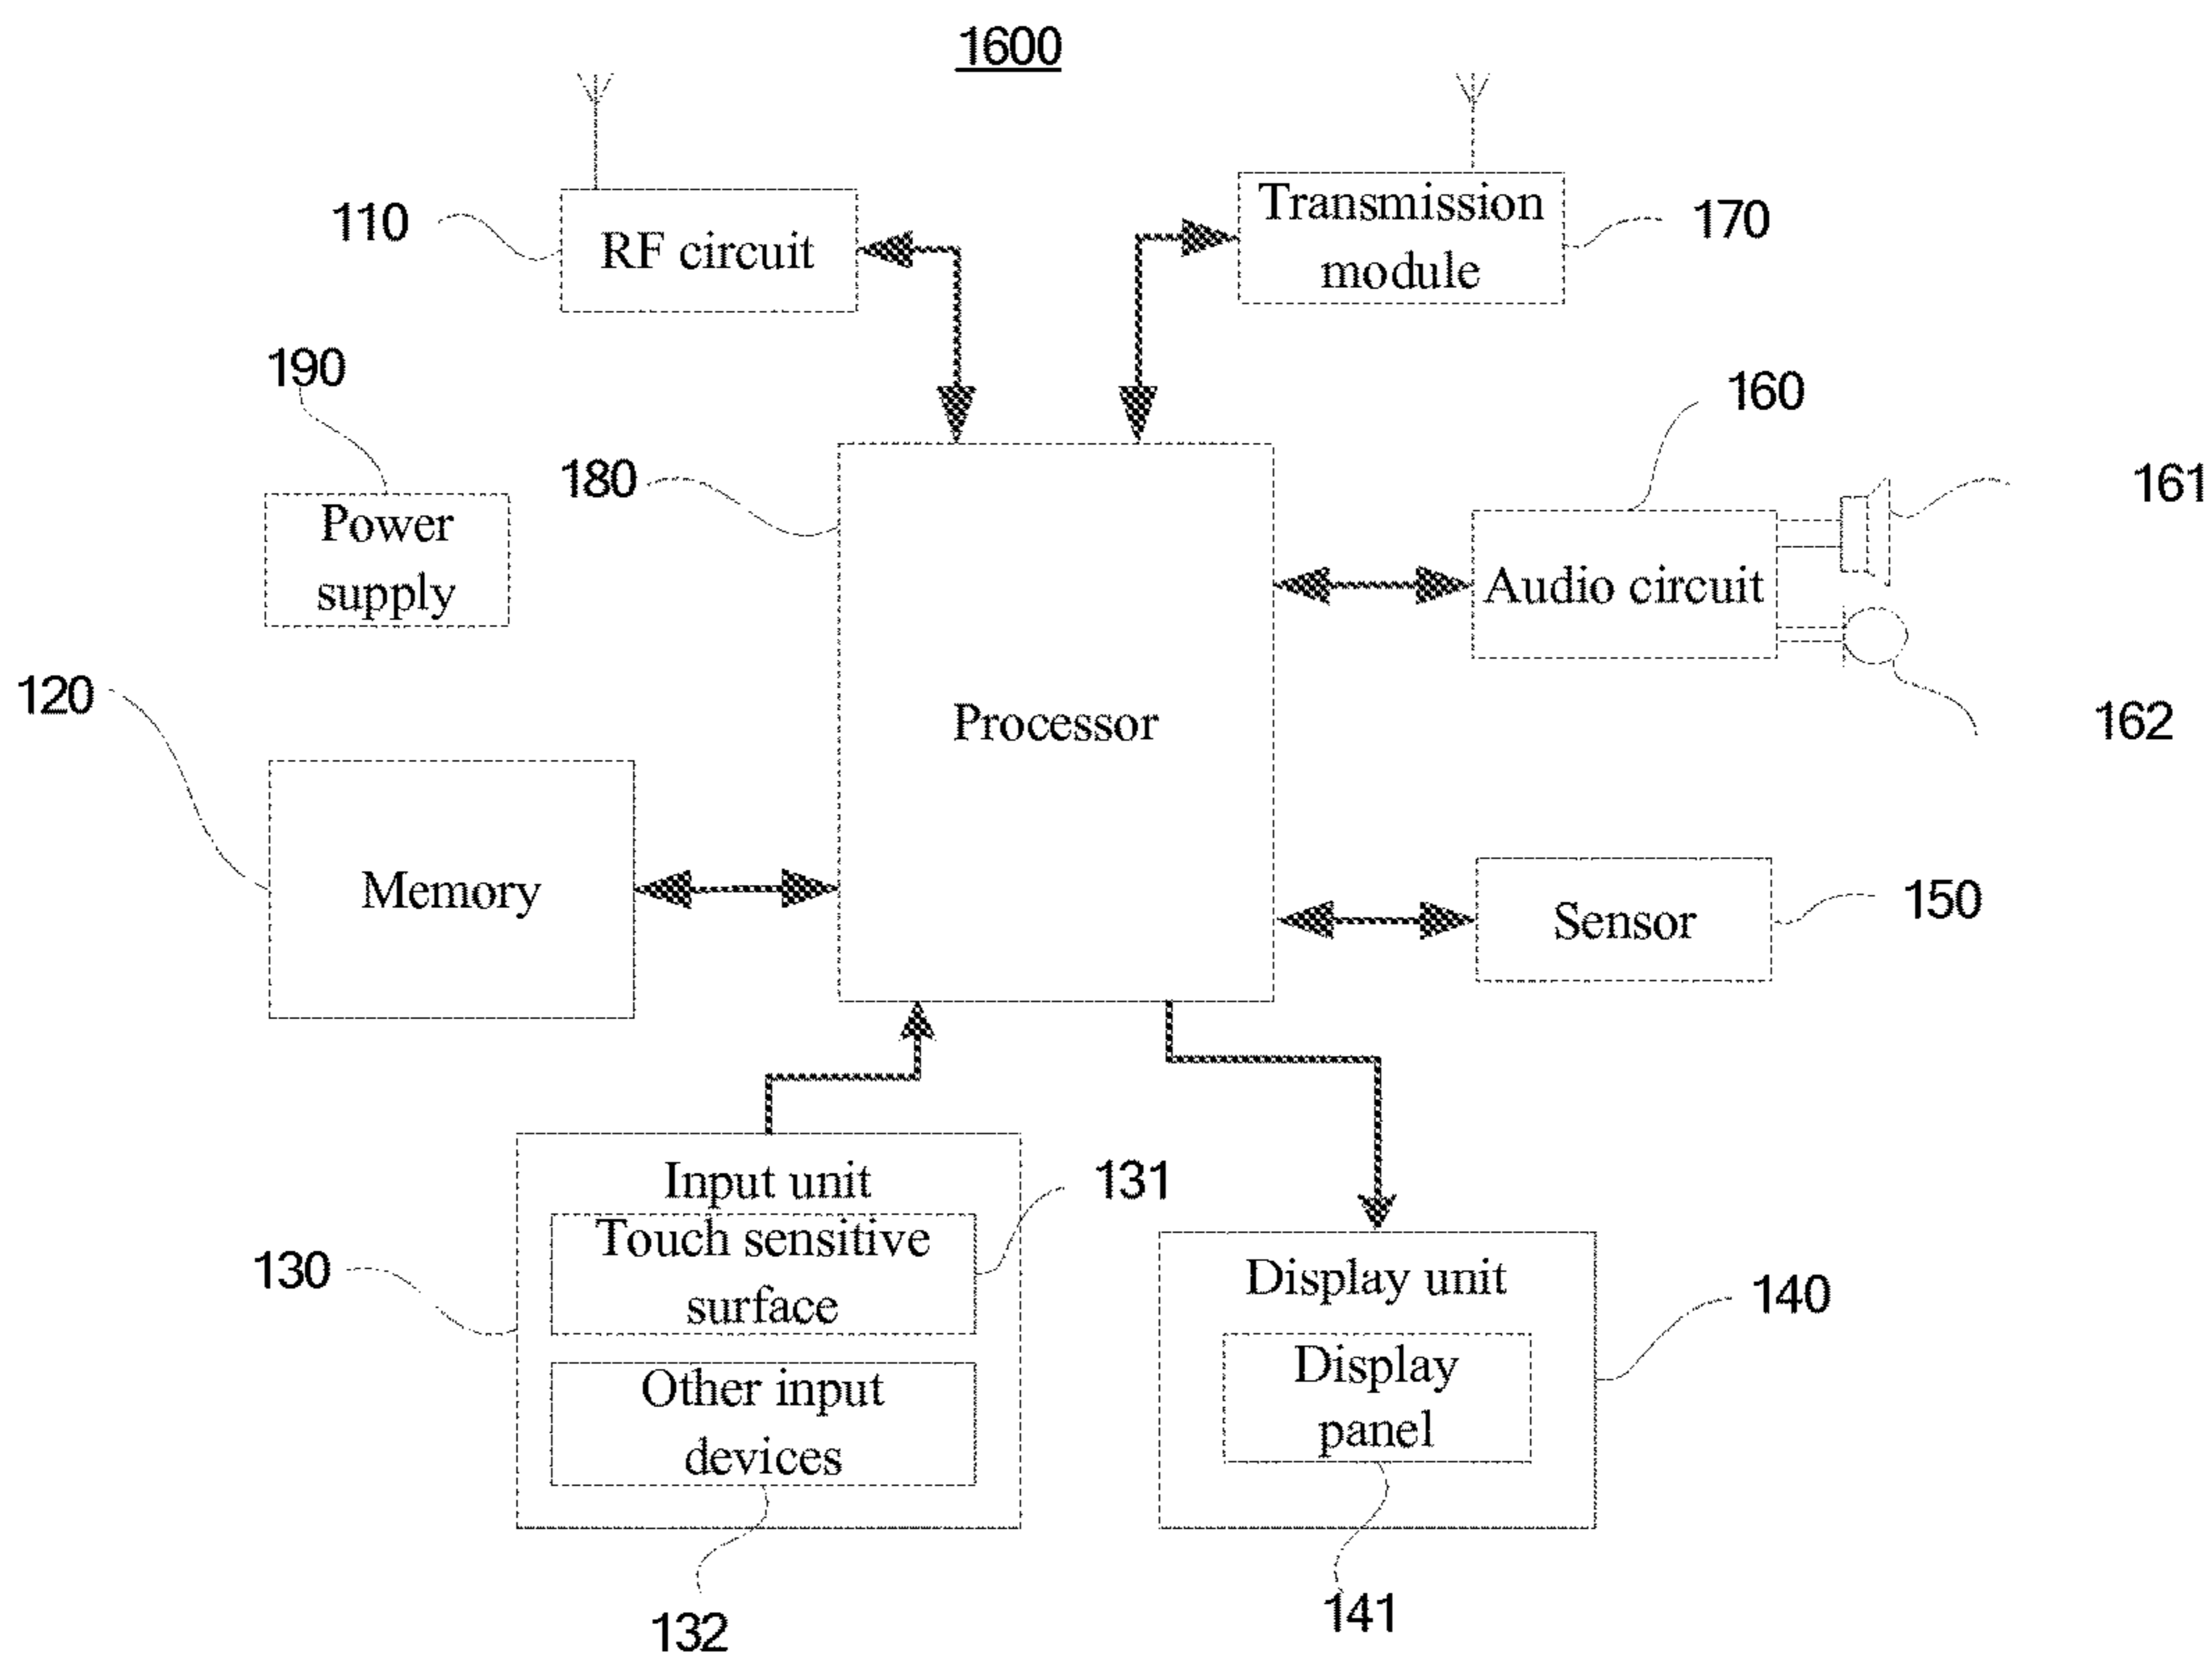 1600
110
RF circuit
Transmission
module
170
190
180
160
161
Power
supply
Audio circuit
120
Processor
162
Memory
Sensor
150
130
Input unit
131
Touch sensitive
surface
Other input
devices
132
Display unit
140
Display
panel
141